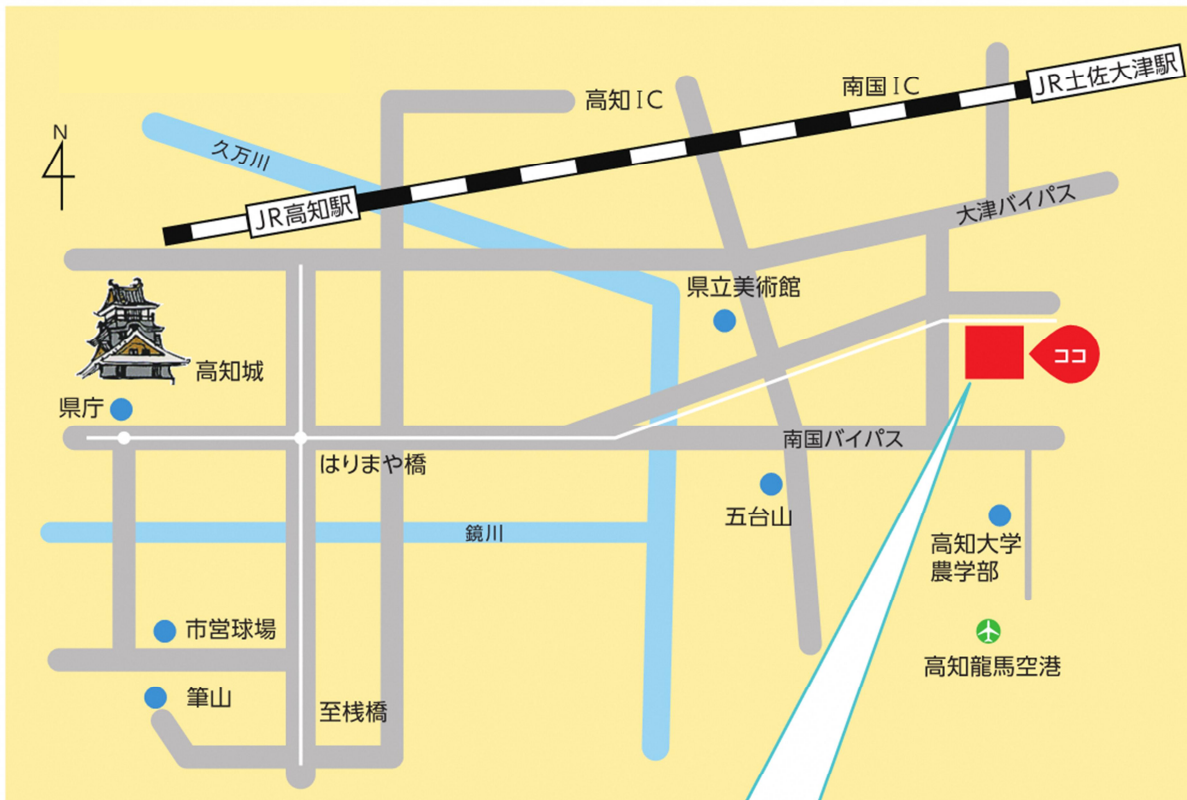 高知IC
南国IC
JR土佐大津駅
N
久万川
JR高知駅
大津バイパス
県立美術館
高知城
ココ
県庁
はりまや橋
南国バイパス
五台山
鏡川
高知大学
農学部
市営球場
高知龍馬空港
筆山
至桟橋